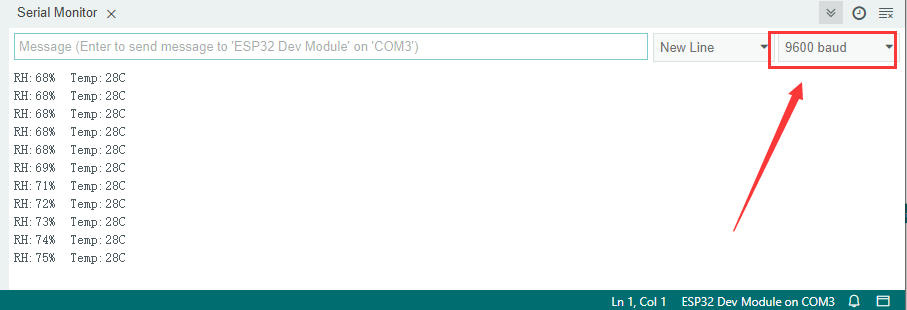 Serial Monitor
Message (Enter to send message to 'ESP32 Dev Module' on 'COM3')
New Line
9600 baud
RH:68% Temp:28C
RH:68% Temp:28C
RH:68% Temp:28C
RH:68% Temp:28C
RH:68% Temp:28C
RH:69% Temp:28C
RH:71% Temp:28C
RH:72% Temp:28C
RH:73% Temp:28C
RH:74% Temp:28C
RH:75% Temp:28C
Ln 1, Col 1 ESP32 Dev Module on COM3